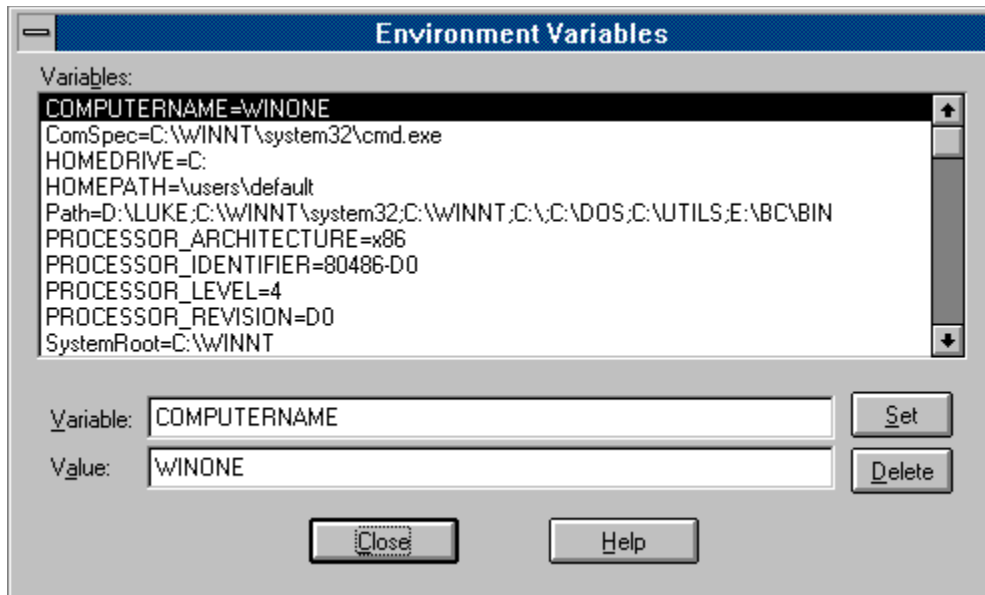 Environment Variables
Variables:
COMPUTERNAME=WINONE
ComSpec=C:\WINNT\system32\cmd.exe
HOMEDRIVE=C:
HOMEPATH=\users\default
Path=D:\LUKE;C:\WINNT\system32;C:\WINNT;C:\,C:\DOS;C:\UTILS;E:\BC\BIN
PROCESSOR_ARCHITECTURE=x86
PROCESSOR_IDENTIFIER=80486-D0
PROCESSOR_LEVEL=4
PROCESSOR_REVISION=D0
SystemRoot=C:\WINNT
Variable: COMPUTERNAME Set
Value: WINONE Delete
Close Help